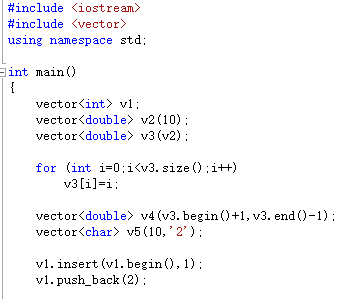 #include <iostream>
#include <vector>
using namespace std;
int main()
{
vector<int> v1;
vector<double> v2(10);
vector<double> v3(v2);
for (int i=0;i<v3.size();i++)
v3[i]=i;
vector<double> v4(v3.begin()+1,v3.end()-1);
vector<char> v5(10,'2');
v1.insert(v1.begin(),1);
v1.push_back(2);